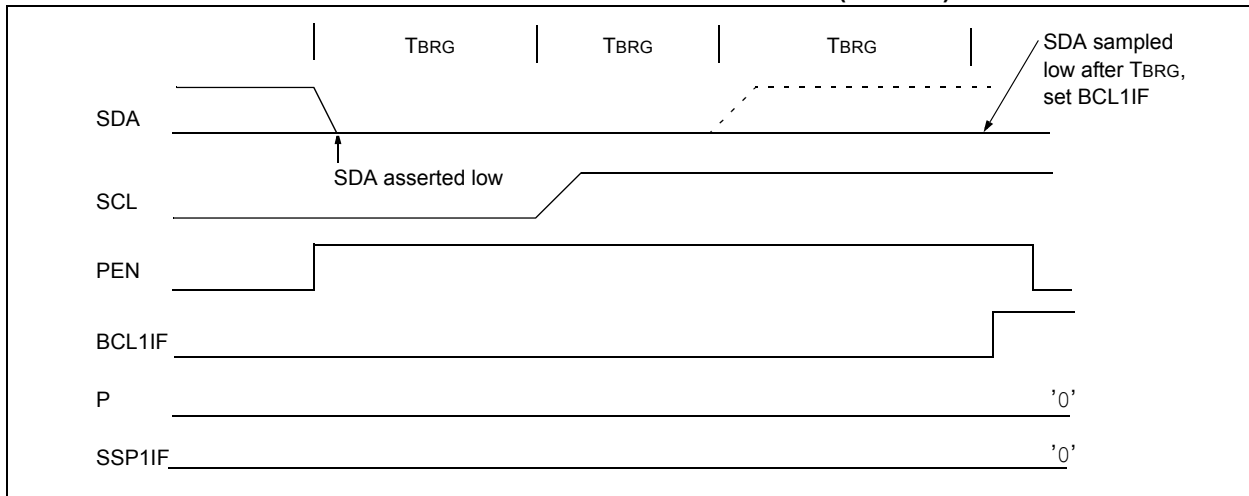 TBRG TBRG TBRG
SDA sampled
low after TBRG,
set BCL1IF
SDA
SDA asserted low
SCL
PEN
BCL1IF
P
'0'
SSP1IF
'0'